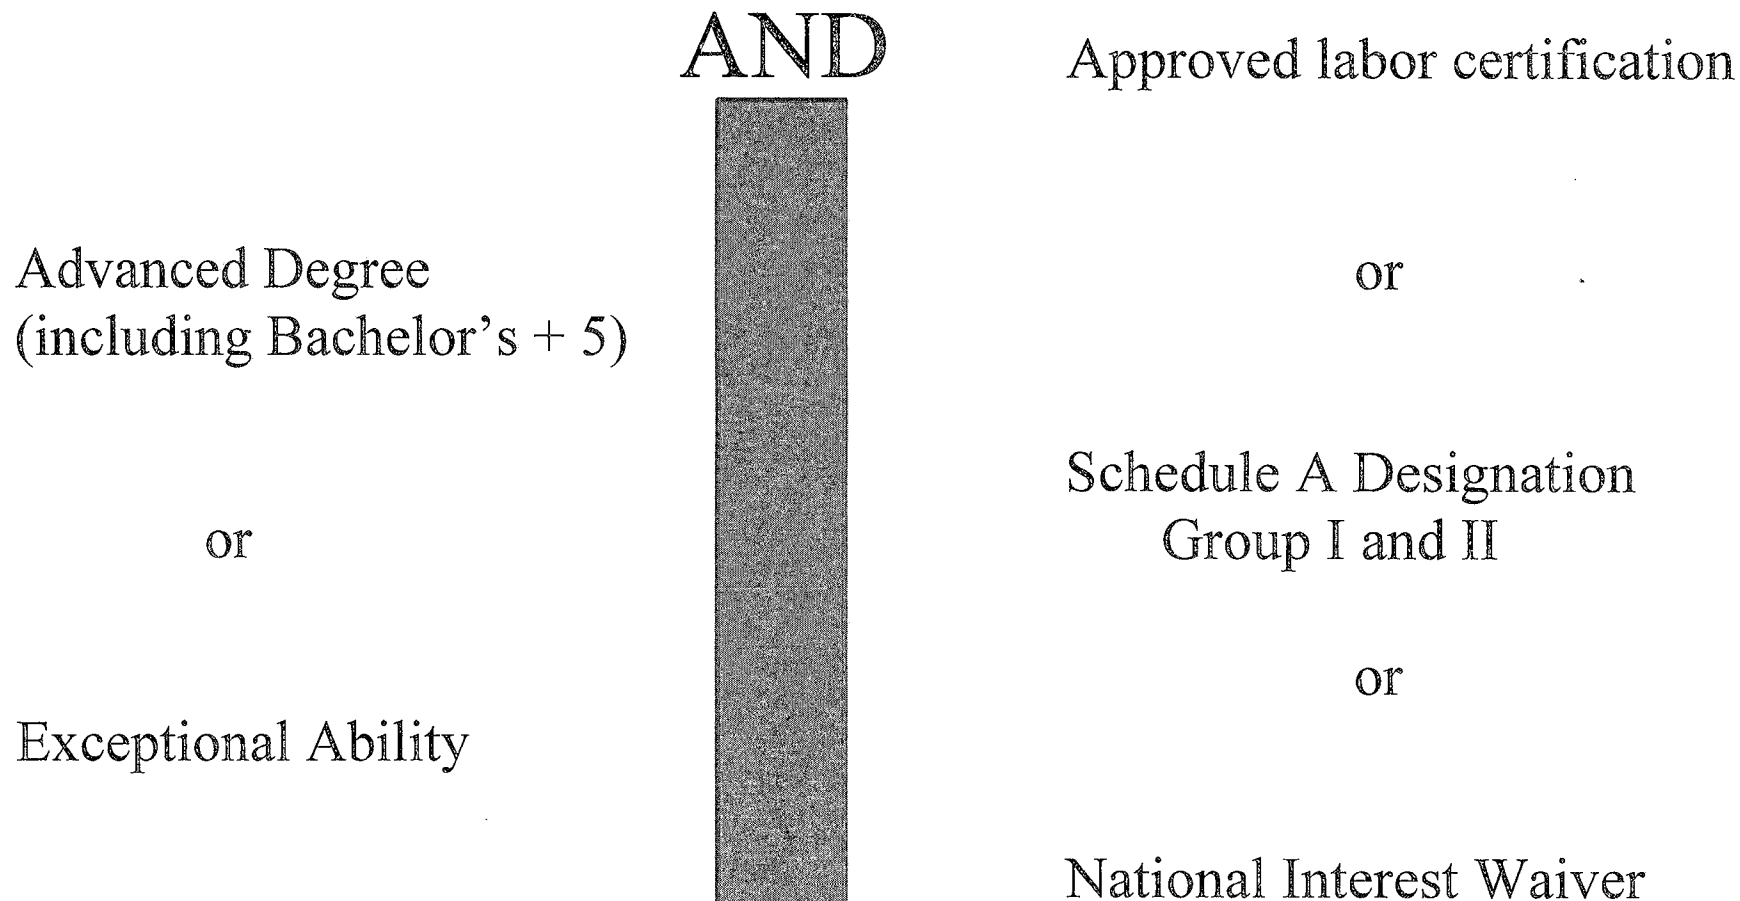 AND
Advanced Degree
(including Bachelor’s + 5)
or
Exceptional Ability
Approved labor certification
or
Schedule A Designation
Group I and II
or
National Interest Waiver